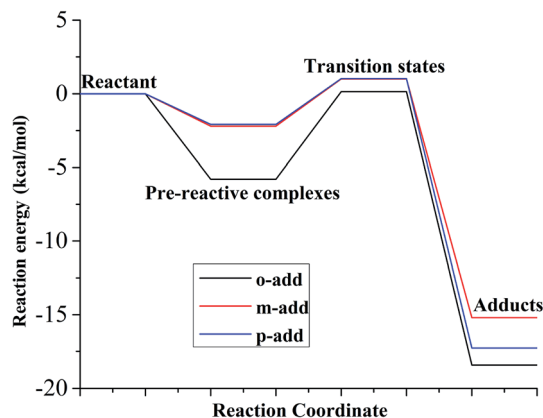 5
0
-5
-10
-15
-20
Reaction energy (kcal/mol)
Reactant
Transition states
Pre-reactive complexes
Adducts
o-add
m-add
p-add
Reaction Coordinate